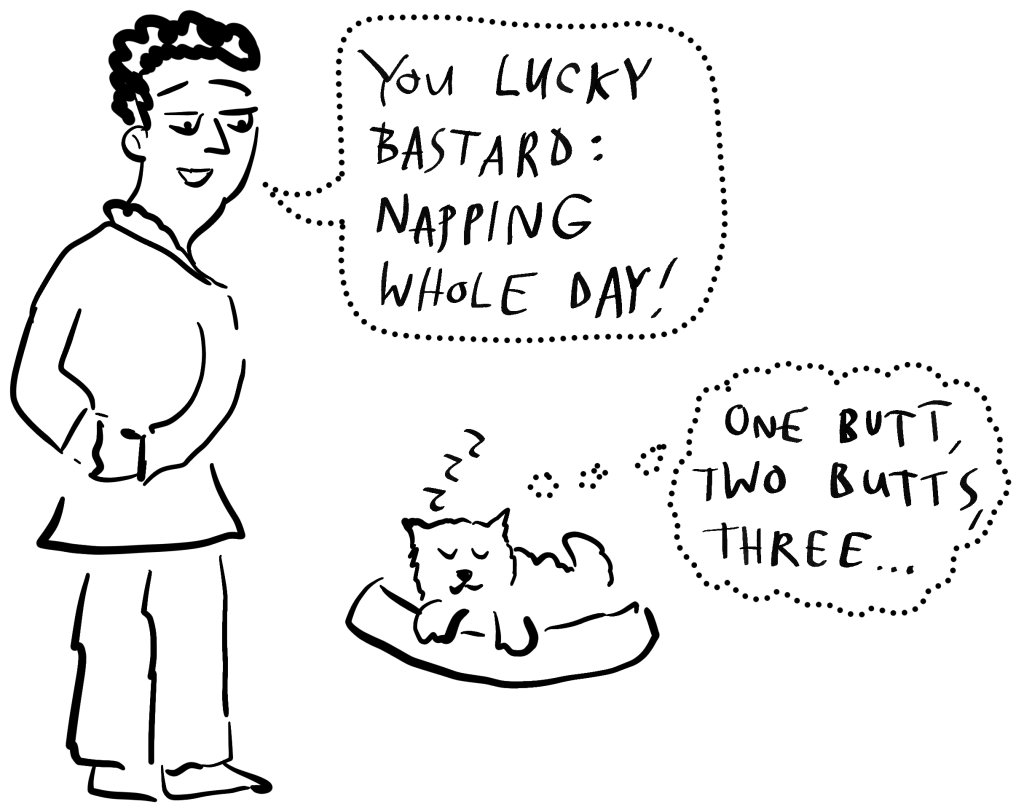 YOU LUCKY
BASTARD:
NAPPING
WHOLE DAY!
z
z
z
ONE BUTT,
TWO BUTTS,
THREE...